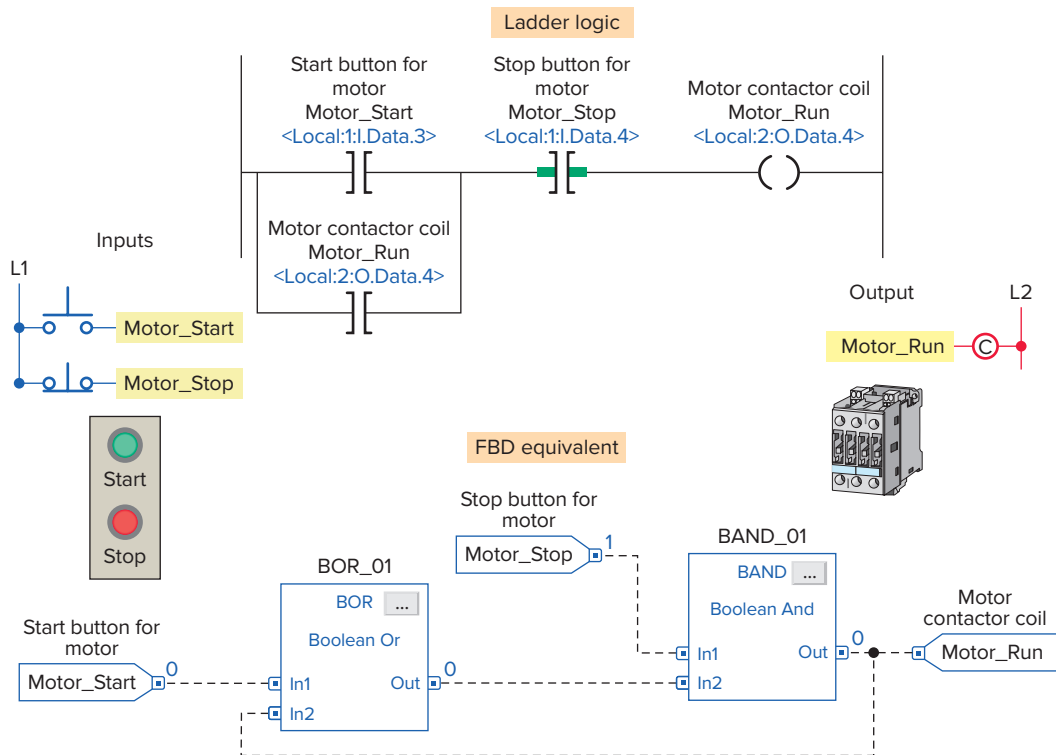 Ladder logic
Start button for
motor
Motor_Start
<Local:1:I.Data.3>
Stop button for
motor
Motor_Stop
<Local:1:I.Data.4>
Motor contactor coil
Motor_Run
<Local:2:O.Data.4>
Motor contactor coil
Motor_Run
<Local:2:O.Data.4>
Inputs
L1
Motor_Start
Motor_Stop
Start
Stop
Output
L2
Motor_Run
C
FBD equivalent
Stop button for
motor
Motor_Stop
1
BOR_01
BOR ...
Boolean Or
In1
Out
In2
0
Start button for
motor
Motor_Start
0
BAND_01
BAND ...
Boolean And
In1
Out
In2
0
Motor
contactor coil
Motor_Run